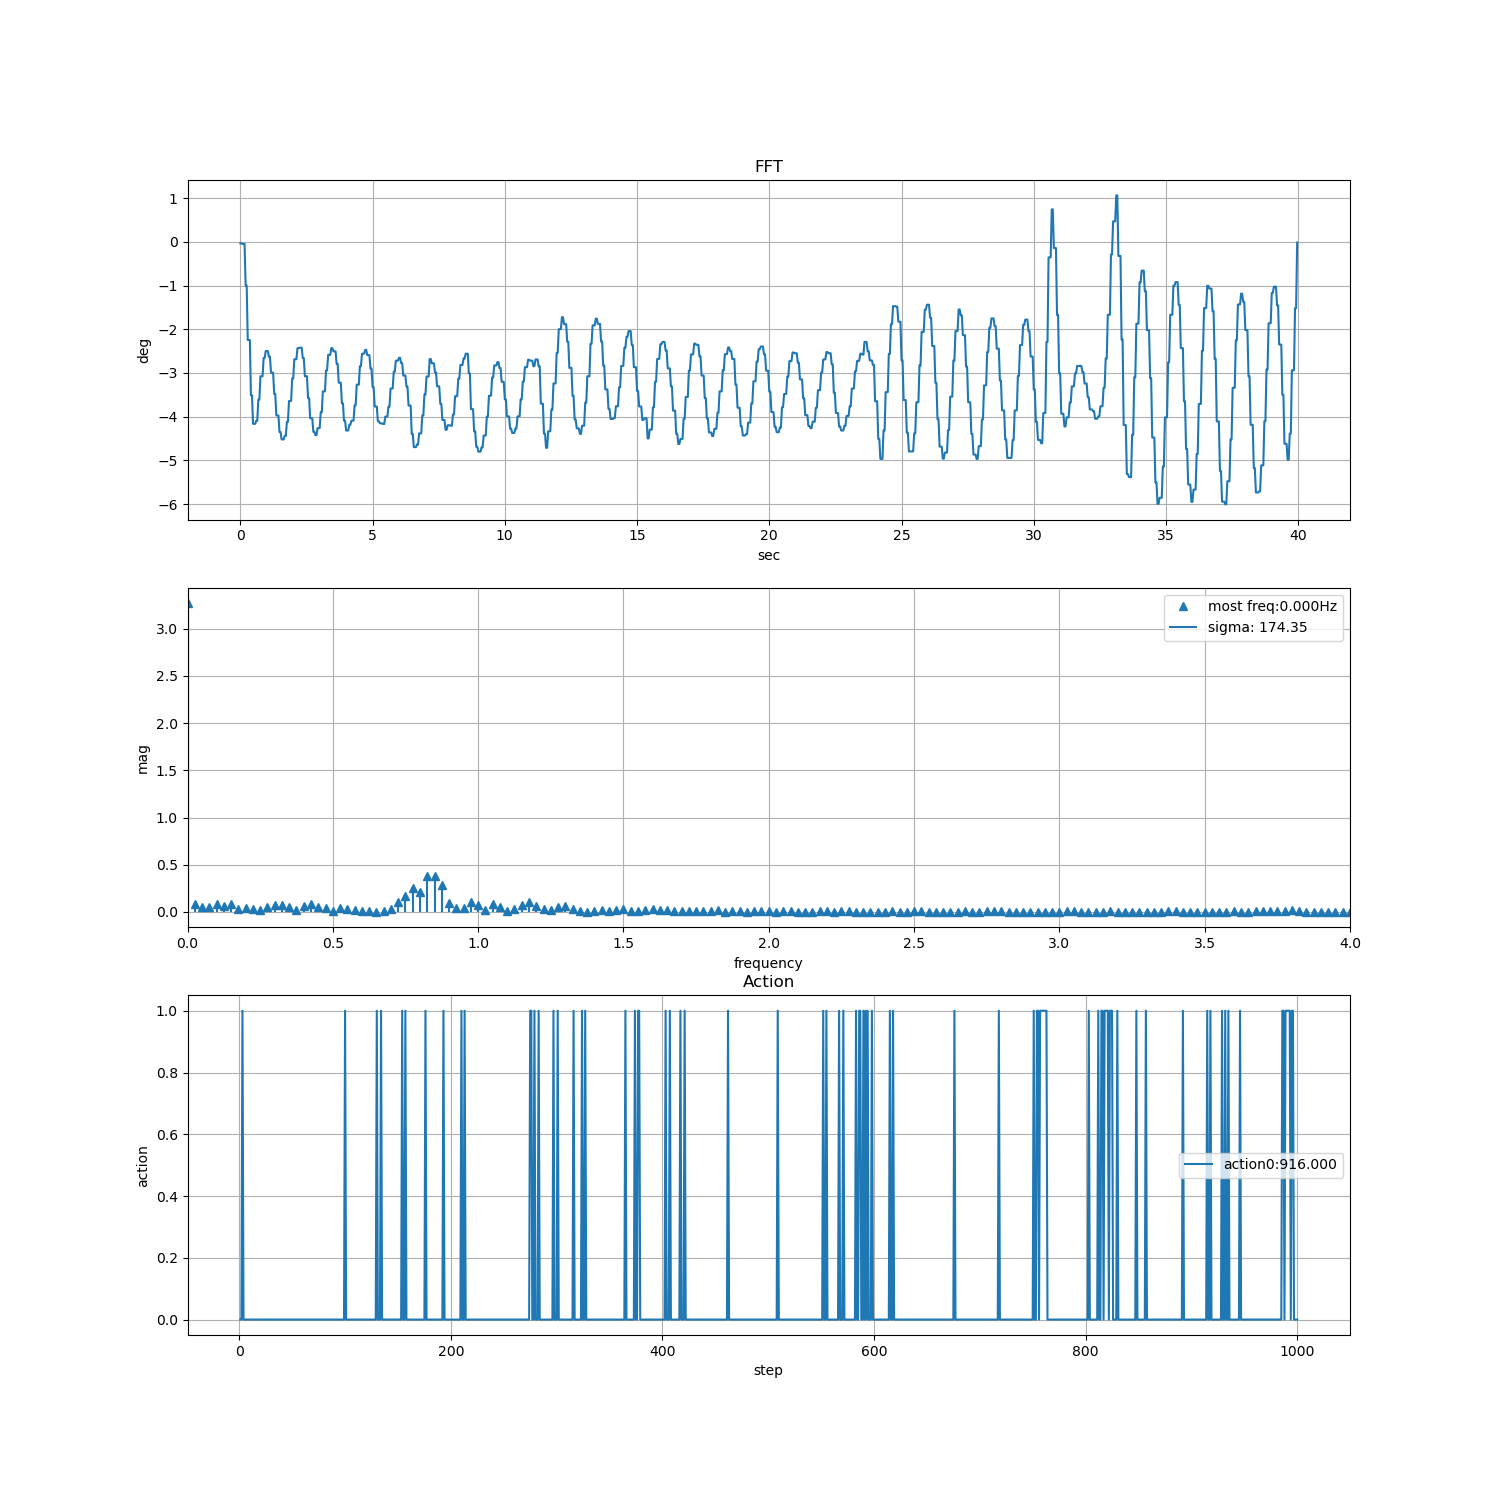 FFT
1
0
−1
−2
−3
−4
−5
−6
deg
0 5 10 15 20 25 30 35 40
sec
most freq:0.000Hz
sigma: 174.35
3.0
2.5
2.0
1.5
1.0
0.5
0.0
mag
0.0 0.5 1.0 1.5 2.0 2.5 3.0 3.5 4.0
frequency
Action
1.0
0.8
0.6
0.4
0.2
0.0
action
action0:916.000
0 200 400 600 800 1000
step